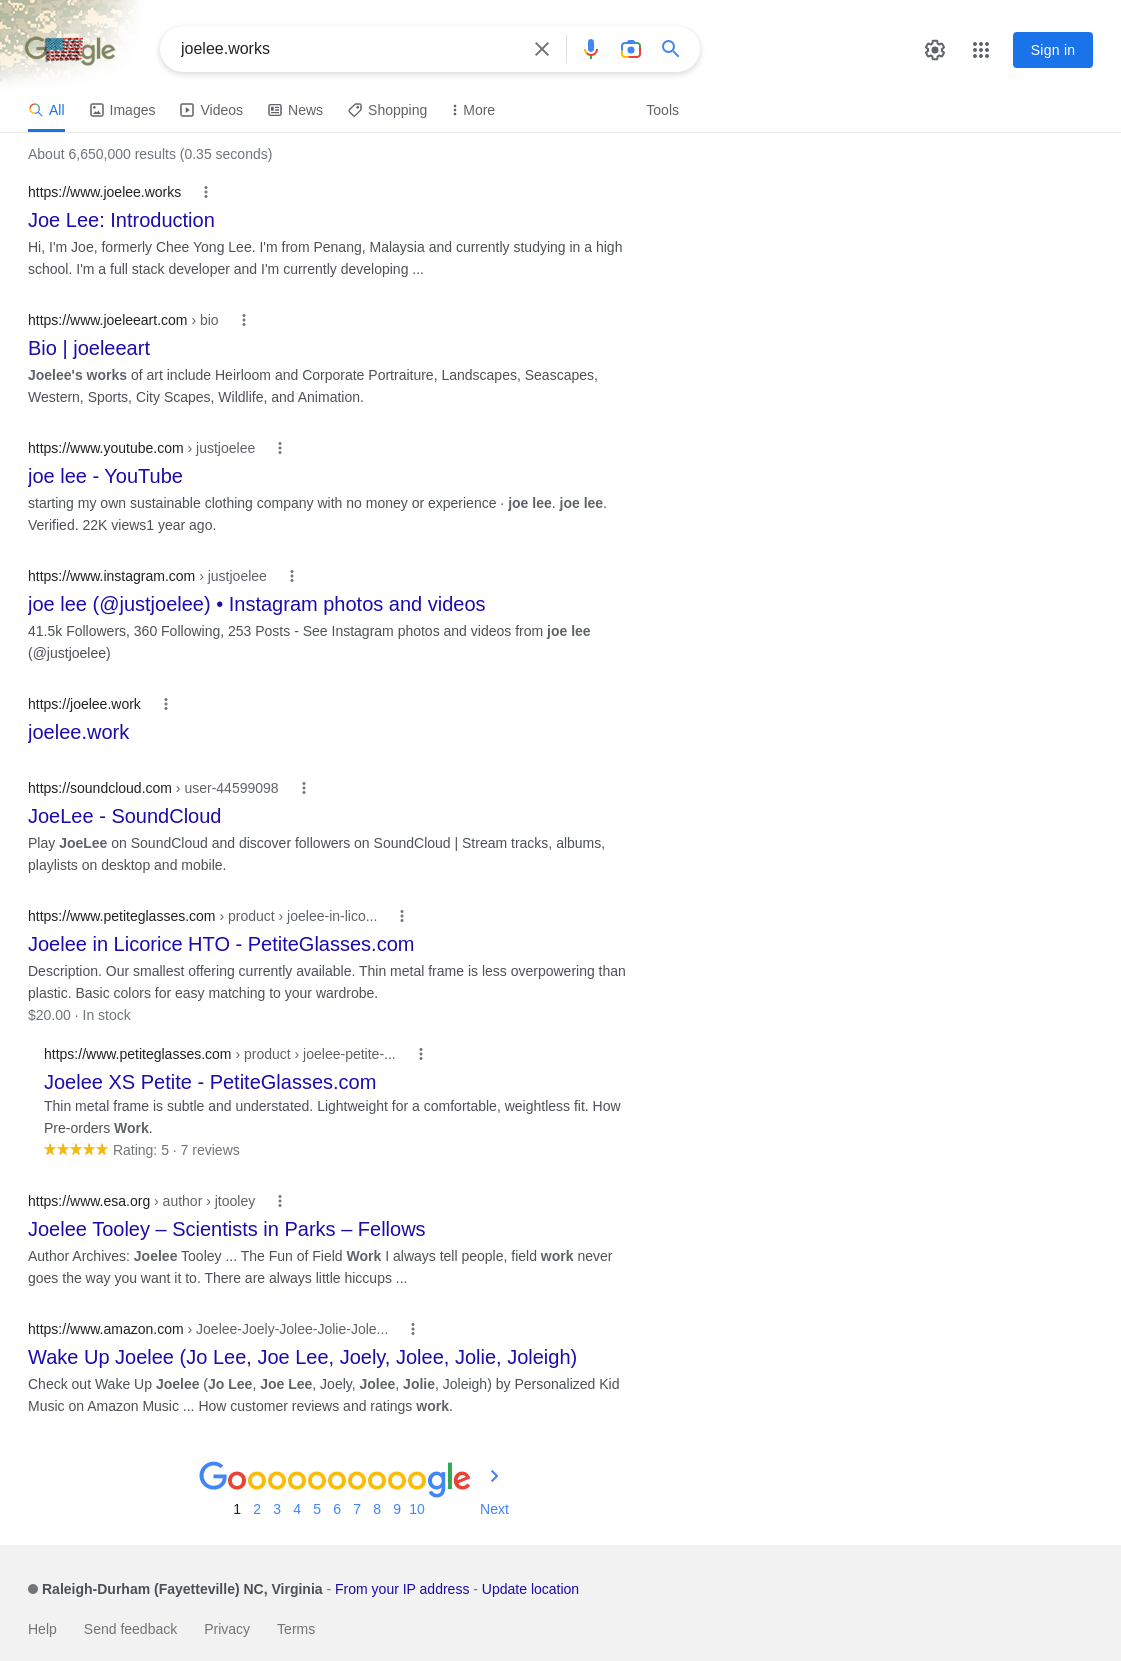 Google
joelee.works
Sign in
All
Images
Videos
News
Shopping
More
Tools
About 6,650,000 results (0.35 seconds)
https://www.joelee.works
Joe Lee: Introduction
Hi, I'm Joe, formerly Chee Yong Lee. I'm from Penang, Malaysia and currently studying in a high
school. I'm a full stack developer and I'm currently developing ...
https://www.joeleeart.com › bio
Bio | joeleeart
Joelee's works of art include Heirloom and Corporate Portraiture, Landscapes, Seascapes,
Western, Sports, City Scapes, Wildlife, and Animation.
https://www.youtube.com › justjoelee
joe lee - YouTube
starting my own sustainable clothing company with no money or experience · joe lee. joe lee.
Verified. 22K views1 year ago.
https://www.instagram.com › justjoelee
joe lee (@justjoelee) • Instagram photos and videos
41.5k Followers, 360 Following, 253 Posts - See Instagram photos and videos from joe lee
(@justjoelee)
https://joelee.work
joelee.work
https://soundcloud.com › user-44599098
JoeLee - SoundCloud
Play JoeLee on SoundCloud and discover followers on SoundCloud | Stream tracks, albums,
playlists on desktop and mobile.
https://www.petiteglasses.com › product › joelee-in-lico...
Joelee in Licorice HTO - PetiteGlasses.com
Description. Our smallest offering currently available. Thin metal frame is less overpowering than
plastic. Basic colors for easy matching to your wardrobe.
$20.00 · In stock
https://www.petiteglasses.com › product › joelee-petite-...
Joelee XS Petite - PetiteGlasses.com
Thin metal frame is subtle and understated. Lightweight for a comfortable, weightless fit. How
Pre-orders Work.
Rating: 5 · 7 reviews
https://www.esa.org › author › jtooley
Joelee Tooley – Scientists in Parks – Fellows
Author Archives: Joelee Tooley ... The Fun of Field Work I always tell people, field work never
goes the way you want it to. There are always little hiccups ...
https://www.amazon.com › Joelee-Joely-Jolee-Jolie-Jole...
Wake Up Joelee (Jo Lee, Joe Lee, Joely, Jolee, Jolie, Joleigh)
Check out Wake Up Joelee (Jo Lee, Joe Lee, Joely, Jolee, Jolie, Joleigh) by Personalized Kid
Music on Amazon Music ... How customer reviews and ratings work.
Goooooooooogle
1 2 3 4 5 6 7 8 9 10 Next
Raleigh-Durham (Fayetteville) NC, Virginia - From your IP address - Update location
Help Send feedback Privacy Terms